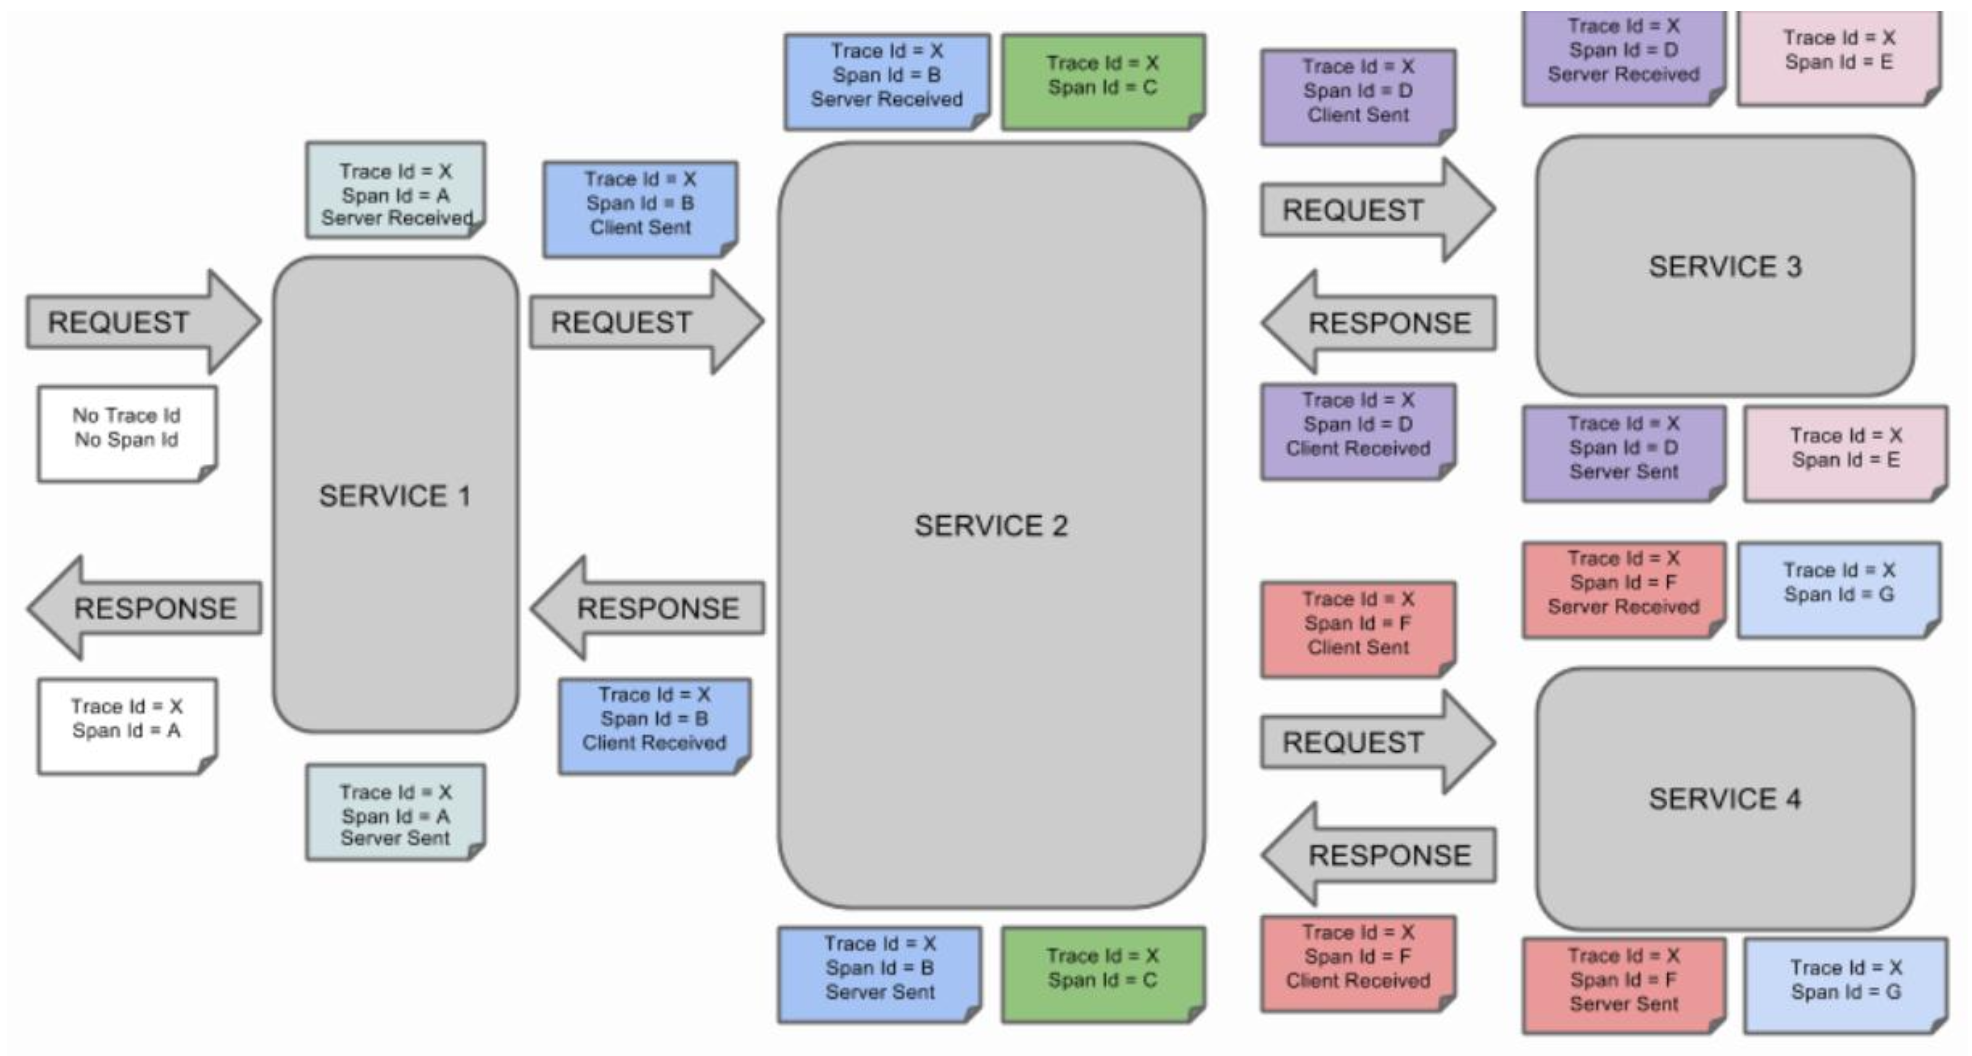 Trace Id = X
Span Id = D
Server Received
Trace Id = X
Span Id = E
Trace Id = X
Span Id = B
Server Received
Trace Id = X
Span Id = C
Trace Id = X
Span Id = D
Client Sent
Trace Id = X
Span Id = A
Server Received
Trace Id = X
Span Id = B
Client Sent
REQUEST
SERVICE 3
REQUEST
REQUEST
RESPONSE
No Trace Id
No Span Id
Trace Id = X
Span Id = D
Client Received
Trace Id = X
Span Id = D
Server Sent
Trace Id = X
Span Id = E
SERVICE 1
SERVICE 2
Trace Id = X
Span Id = F
Server Received
Trace Id = X
Span Id = G
RESPONSE
RESPONSE
Trace Id = X
Span Id = F
Client Sent
Trace Id = X
Span Id = A
Trace Id = X
Span Id = B
Client Received
REQUEST
SERVICE 4
Trace Id = X
Span Id = A
Server Sent
RESPONSE
Trace Id = X
Span Id = B
Server Sent
Trace Id = X
Span Id = C
Trace Id = X
Span Id = F
Client Received
Trace Id = X
Span Id = F
Server Sent
Trace Id = X
Span Id = G